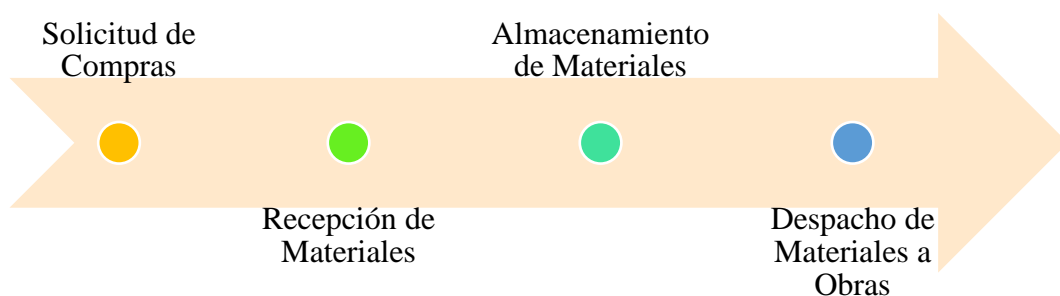 Solicitud de
Compras
Recepción de
Materiales
Almacenamiento
de Materiales
Despacho de
Materiales a
Obras